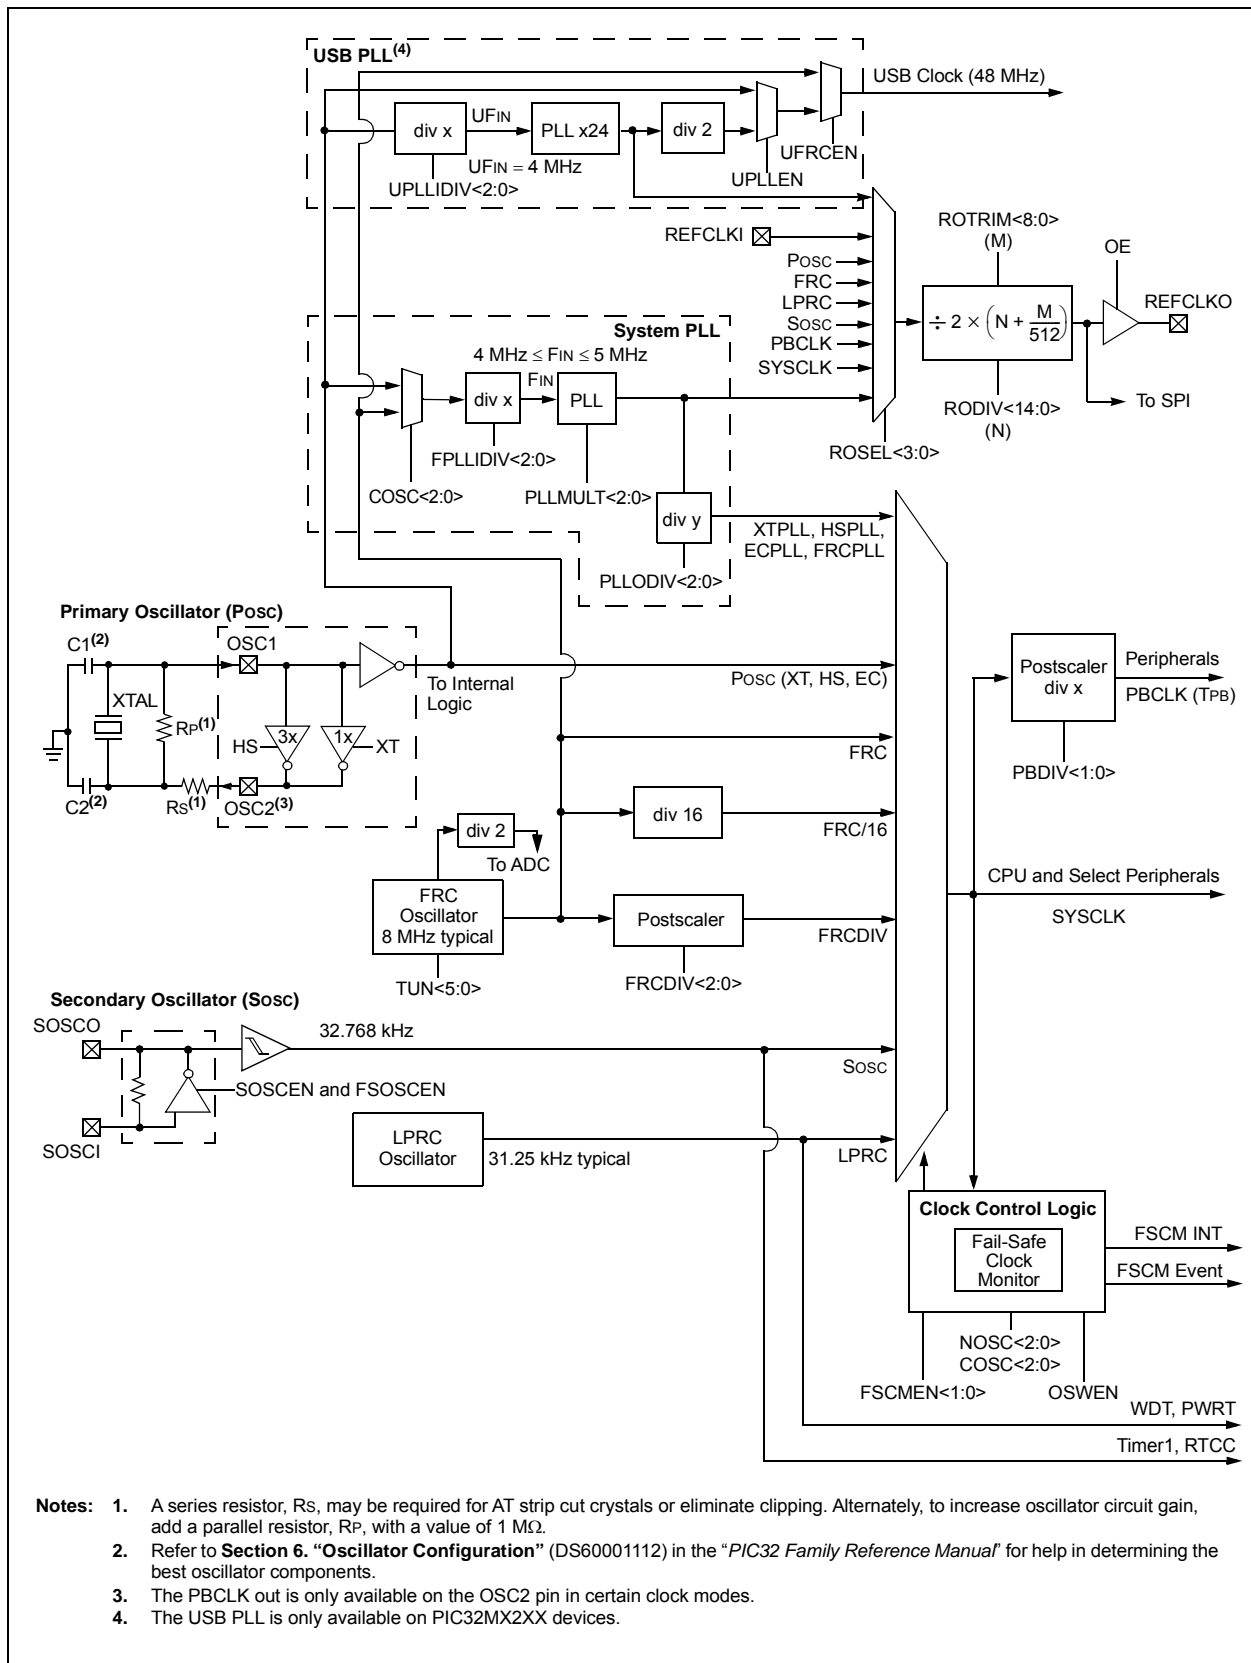 USB PLL(4)
USB Clock (48 MHz)
UFIN
div x
PLL x24
div 2
UFIN = 4 MHz
UFRCEN
UPLLEN
UPLLIDIV<2:0>
ROTRIM<8:0>
(M)
REFCLKI
OE
POSC
FRC
LPRC
SOSC
PBCLK
SYSCLK
÷ 2 × (N + M/512)
REFCLKO
System PLL
4 MHz ≤ FIN ≤ 5 MHz
FIN
div x
PLL
To SPI
RODIV<14:0>
(N)
ROSEL<3:0>
FPLLIDIV<2:0>
COSC<2:0>
PLLMULT<2:0>
div y
XTPLL, HSPLL,
ECPLL, FRCPLL
PLLODIV<2:0>
Primary Oscillator (POSC)
C1(2)
OSC1
XTAL
RP(1)
To Internal
Logic
POSC (XT, HS, EC)
3x
1x
HS
XT
C2(2)
RS(1)
OSC2(3)
Postscaler
div x
Peripherals
PBCLK (TPB)
PBDIV<1:0>
FRC
div 16
FRC/16
div 2
To ADC
FRC
Oscillator
8 MHz typical
TUN<5:0>
Postscaler
FRCDIV
FRCDIV<2:0>
CPU and Select Peripherals
SYSCLK
Secondary Oscillator (SOSC)
SOSCO
32.768 kHz
SOSC
SOSCEN and FSOSCEN
SOSCI
LPRC
Oscillator
31.25 kHz typical
LPRC
Clock Control Logic
Fail-Safe
Clock
Monitor
FSCM INT
FSCM Event
NOSC<2:0>
COSC<2:0>
FSCMEN<1:0>
OSWEN
WDT, PWRT
Timer1, RTCC
Notes: 1. A series resistor, RS, may be required for AT strip cut crystals or eliminate clipping. Alternately, to increase oscillator circuit gain,
add a parallel resistor, RP, with a value of 1 MΩ.
2. Refer to Section 6. “Oscillator Configuration” (DS60001112) in the “PIC32 Family Reference Manual” for help in determining the
best oscillator components.
3. The PBCLK out is only available on the OSC2 pin in certain clock modes.
4. The USB PLL is only available on PIC32MX2XX devices.